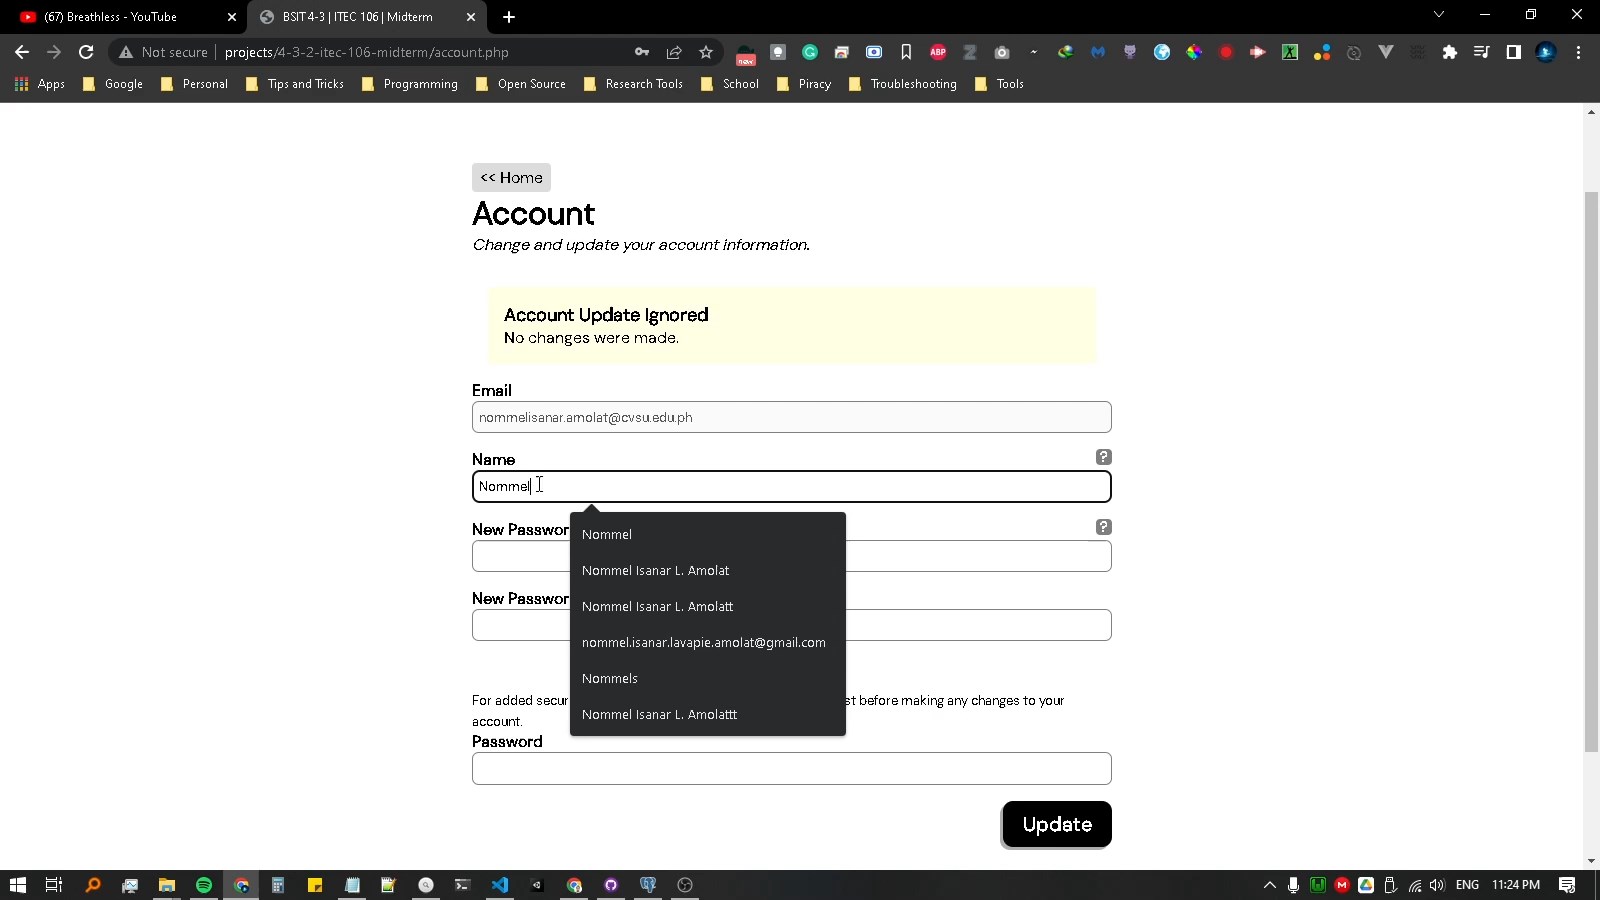 (67) Breathless - YouTube
BSIT 4-3 | ITEC 106 | Midterm
Not secure
projects/4-3-2-itec-106-midterm/account.php
new
ABP
Apps
Google
Personal
Tips and Tricks
Programming
Open Source
Research Tools
School
Piracy
Troubleshooting
Tools
<< Home
Account
Change and update your account information.
Account Update Ignored
No changes were made.
Email
nommelisanar.amolat@cvsu.edu.ph
Name
?
Nommel
New Passwor
?
Nommel
Nommel Isanar L. Amolat
New Passwor
Nommel Isanar L. Amolatt
nommel.isanar.lavapie.amolat@gmail.com
Nommels
For added secur
st before making any changes to your
account.
Nommel Isanar L. Amolattt
Password
Update
ENG
11:24 PM